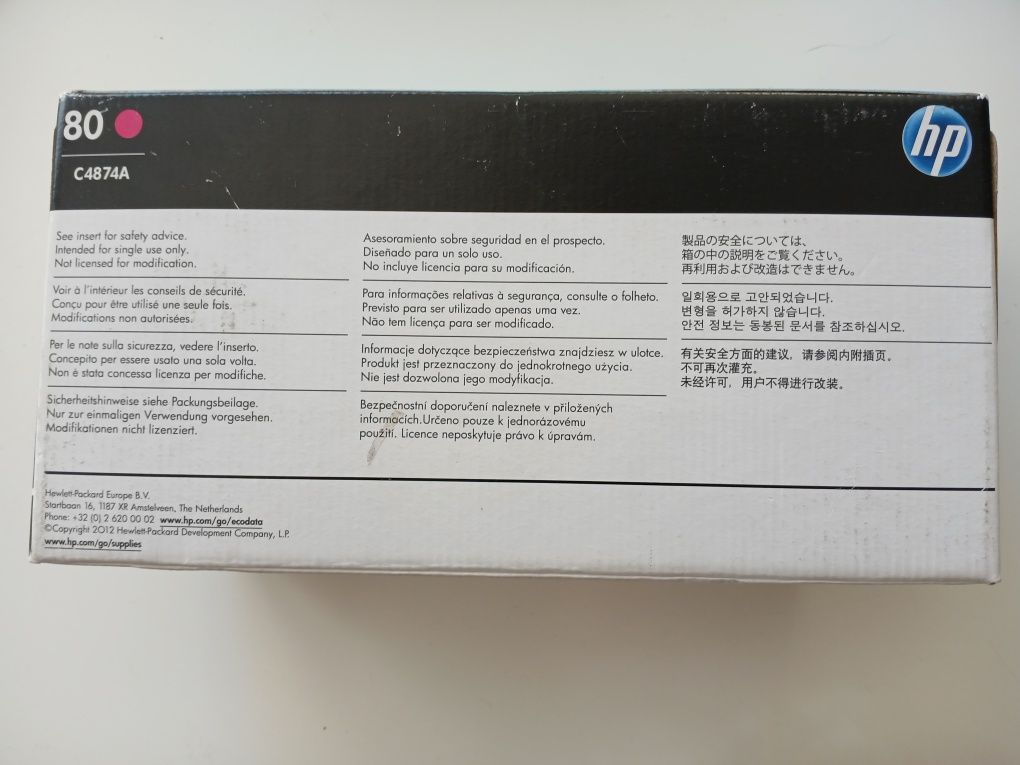 80
C4874A
hp
See insert for safety advice.
Intended for single use only.
Not licensed for modification.
Voir à l'intérieur les conseils de sécurité.
Conçu pour être utilisé une seule fois.
Modifications non autorisées.
Per le note sulla sicurezza, vedere l'inserto.
Concepito per essere usato una sola volta.
Non è stata concessa licenza per modifiche.
Sicherheitshinweise siehe Packungsbeilage.
Nur zur einmaligen Verwendung vorgesehen.
Modifikationen nicht lizenziert.
Asesoramiento sobre seguridad en el prospecto.
Diseñado para un solo uso.
No incluye licencia para su modificación.
Para informações relativas à segurança, consulte o folheto.
Previsto para ser utilizado apenas uma vez.
Não tem licença para ser modificado.
Informacje dotyczące bezpieczeństwa znajdziesz w ulotce.
Produkt jest przeznaczony do jednokrotnego użycia.
Nie jest dozwolona jego modyfikacja.
Bezpečnostní doporučení naleznete v přiložených
informacích.Určeno pouze k jednorázovému
použití. Licence neposkytuje právo k úpravám.
製品の安全については、
箱の中の説明をご覧ください。
再利用および改造はできません。
일회용으로 고안되었습니다.
변형을 허가하지 않습니다.
안전 정보는 동봉된 문서를 참조하십시오.
有关安全方面的建议，请参阅内附插页。
不可再次灌充。
未经许可，用户不得进行改装。
Hewlett-Packard Europe B.V.
Startbaan 16, 1187 XR Amstelveen, The Netherlands
Phone: +32 (0) 2 620 00 02 www.hp.com/go/ecodata
©Copyright 2012 Hewlett-Packard Development Company, L.P.
www.hp.com/go/supplies